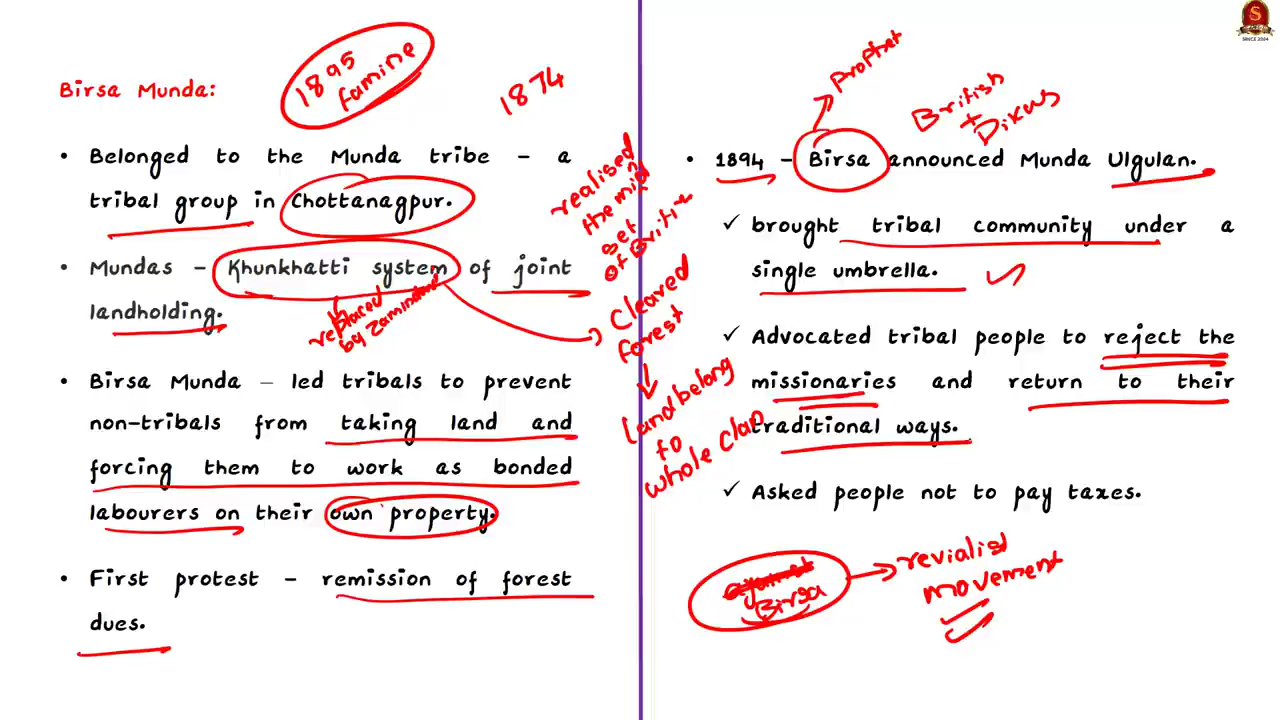 Birsa Munda:
1895
famine
1874
• Belonged to the Munda tribe – a
tribal group in Chottanagpur.
• Mundas – Khunkhatti system of joint
landholding.
replaced
by Zamindari
• Birsa Munda – led tribals to prevent
non-tribals from taking land and
forcing them to work as bonded
labourers on their own property.
• First protest – remission of forest
dues.
realised
the mid
set
of British
Cleared
forest
Land belong
to
whole Clan
Prophet
British
+
Dikus
• 1894 – Birsa announced Munda Ulgulan.
✓ brought tribal community under a
single umbrella.
✓ Advocated tribal people to reject the
missionaries and return to their
traditional ways.
✓ Asked people not to pay taxes.
Birsa
revialist
movement
S
SINCE 2024